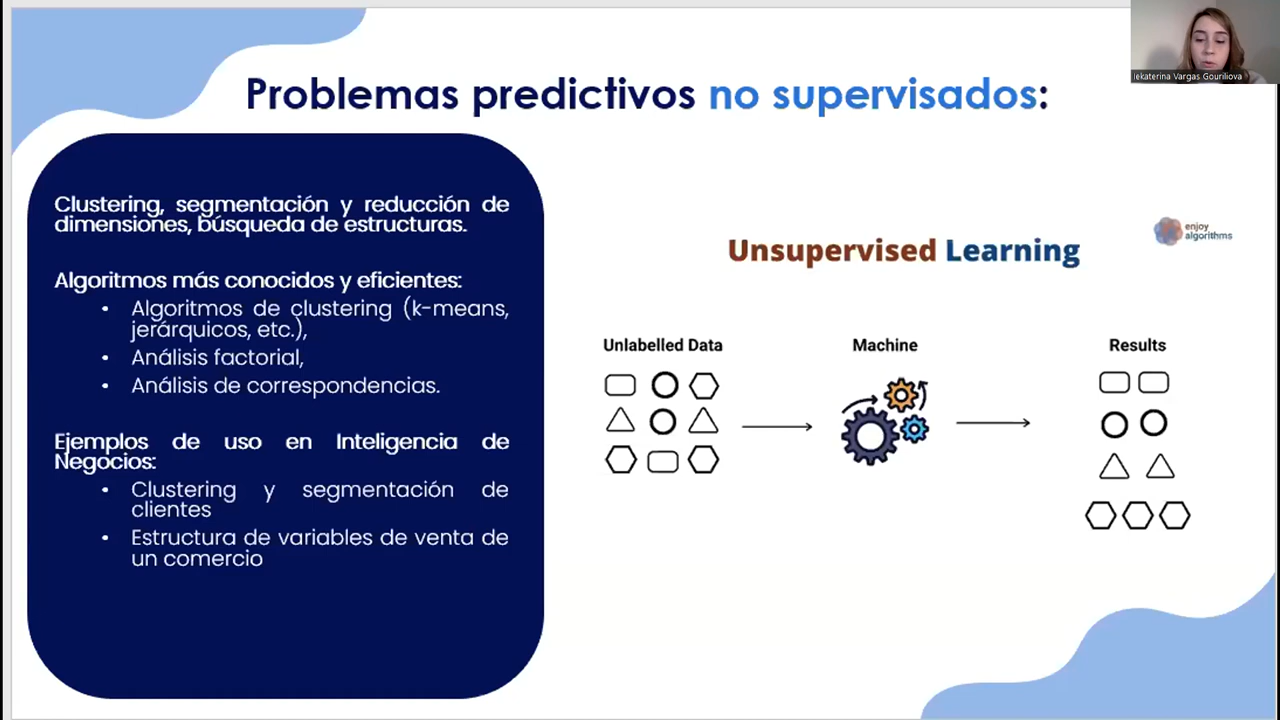 Iekaterina Vargas Gouriliova
Problemas predictivos no supervisados:
Clustering, segmentación y reducción de
dimensiones, búsqueda de estructuras.
Algoritmos más conocidos y eficientes:
• Algoritmos de clustering (k-means,
jerárquicos, etc.),
• Análisis factorial,
• Análisis de correspondencias.
Ejemplos de uso en Inteligencia de
Negocios:
• Clustering y segmentación de
clientes
• Estructura de variables de venta de
un comercio
enjoy
algorithms
Unsupervised Learning
Unlabelled Data
Machine
Results